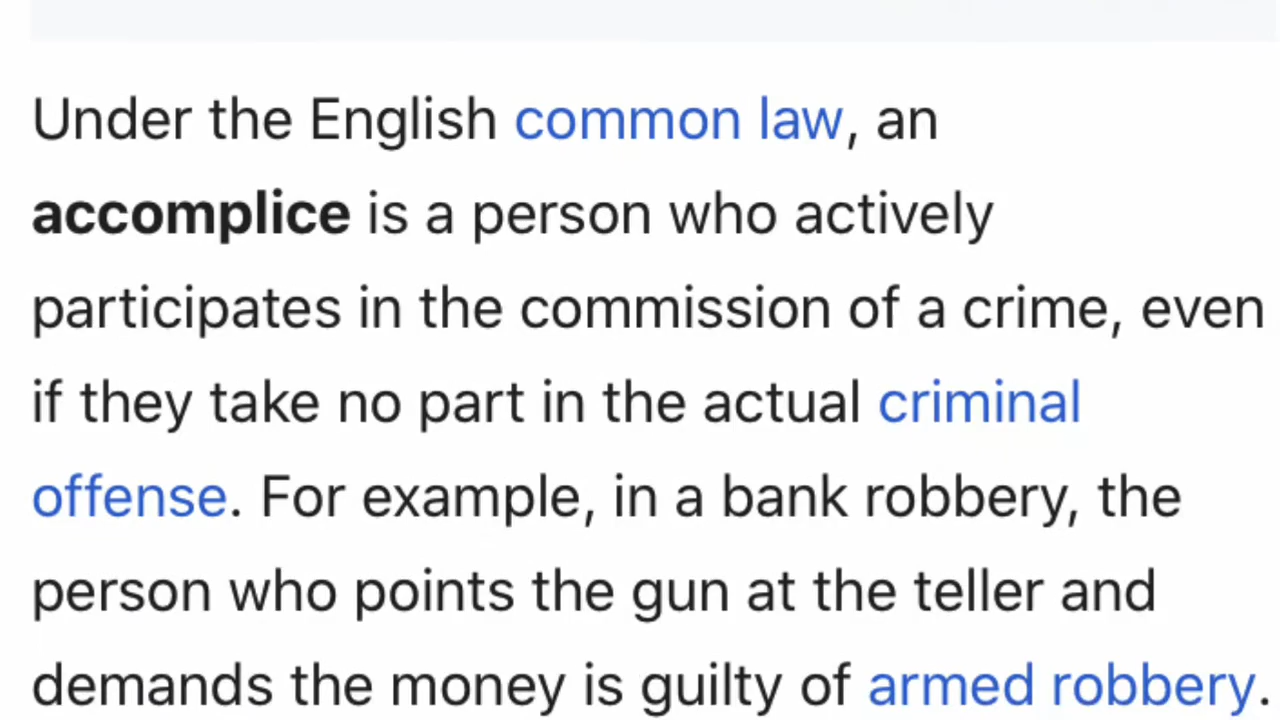 Under the English common law, an
accomplice is a person who actively
participates in the commission of a crime, even
if they take no part in the actual criminal
offense. For example, in a bank robbery, the
person who points the gun at the teller and
demands the money is guilty of armed robbery.